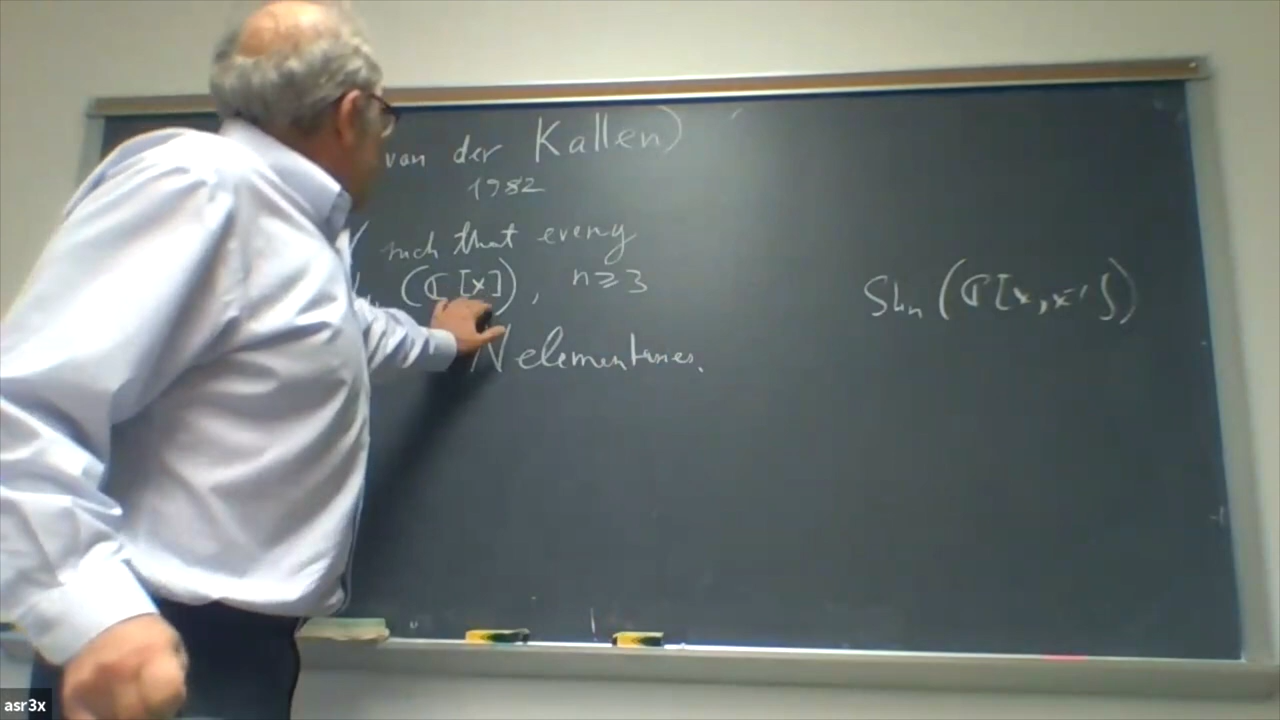 van der Kallen)
1982
such that every
(ℂ[x]), n≥3
N elementaries.
SLn(ℂ[x,x⁻¹])
asr3x